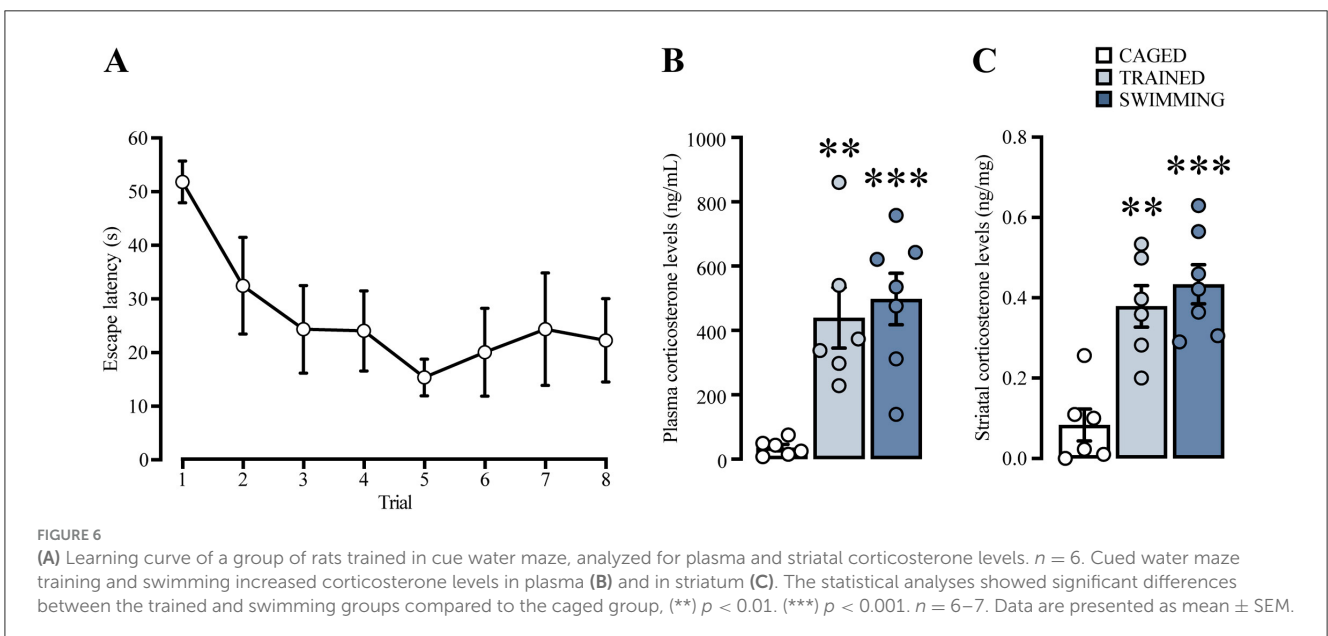 A
B
C
CAGED
TRAINED
SWIMMING
Escape latency (s)
60
50
40
30
20
10
0
1 2 3 4 5 6 7 8
Trial
Plasma corticosterone levels (ng/mL)
1000
800
600
400
200
0
**
***
Striatal corticosterone levels (ng/mg)
0.8
0.6
0.4
0.2
0.0
**
***
FIGURE 6
(A) Learning curve of a group of rats trained in cue water maze, analyzed for plasma and striatal corticosterone levels. n = 6. Cued water maze
training and swimming increased corticosterone levels in plasma (B) and in striatum (C). The statistical analyses showed significant differences
between the trained and swimming groups compared to the caged group, (**) p < 0.01. (***) p < 0.001. n = 6–7. Data are presented as mean ± SEM.